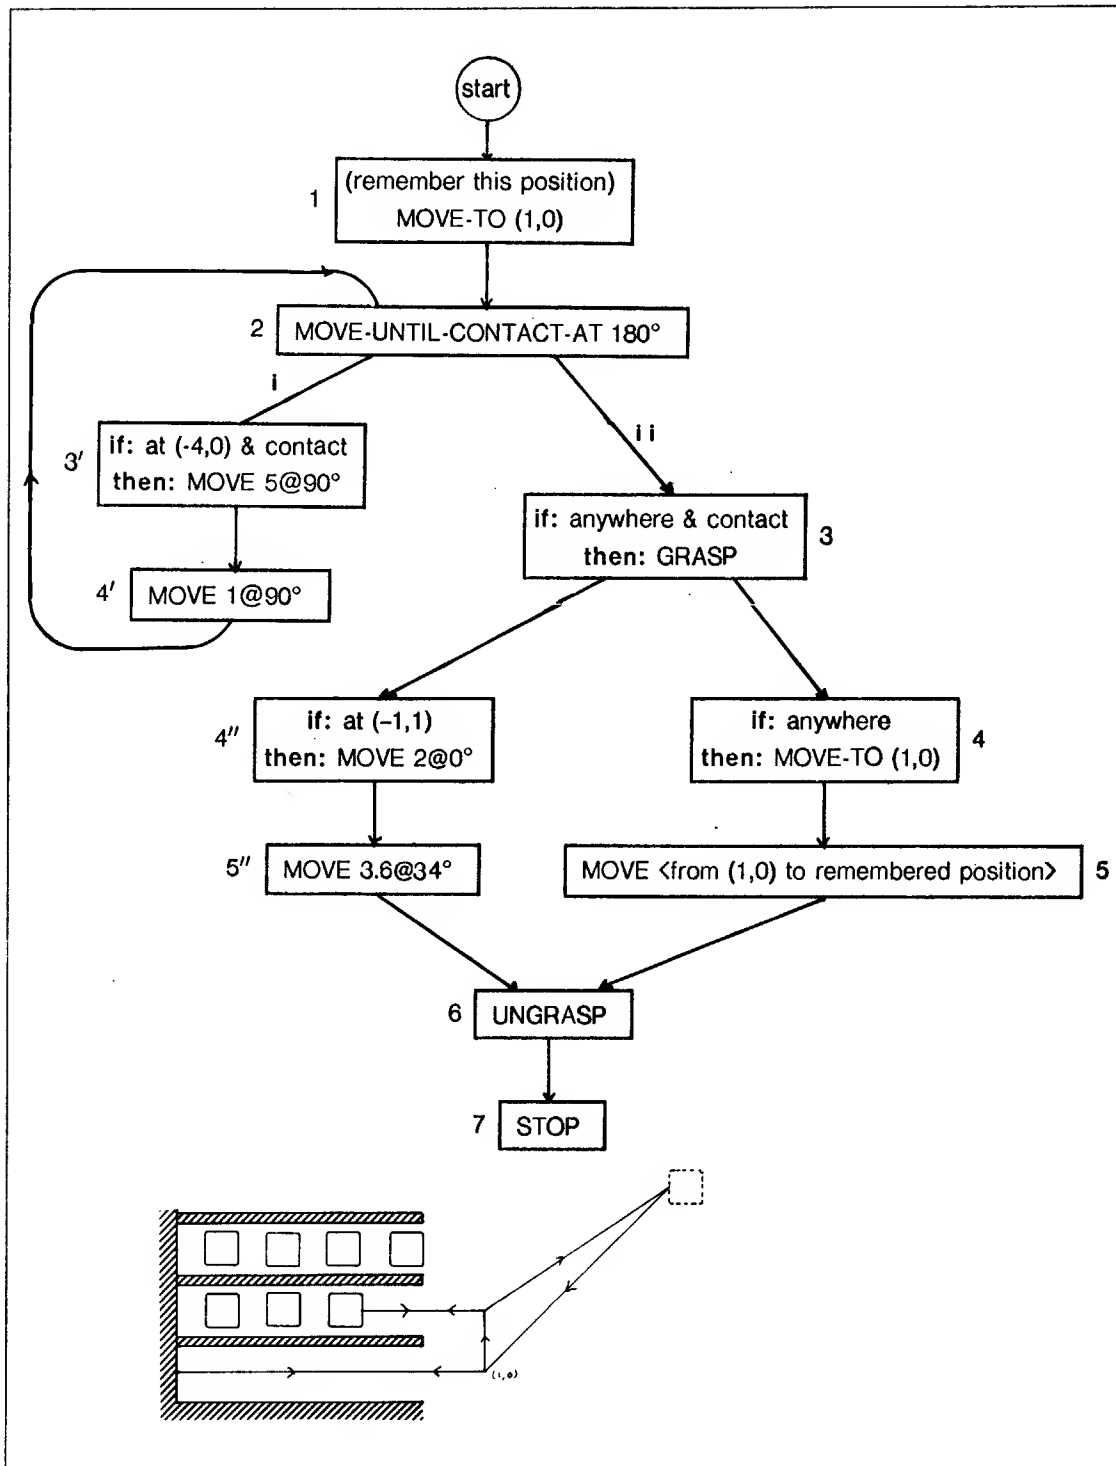 start
1
(remember this position)
MOVE-TO (1,0)
2
MOVE-UNTIL-CONTACT-AT 180°
i
ii
3′
if: at (-4,0) & contact
then: MOVE 5@90°
if: anywhere & contact
then: GRASP
3
4′
MOVE 1@90°
4″
if: at (-1,1)
then: MOVE 2@0°
if: anywhere
then: MOVE-TO (1,0)
4
5″
MOVE 3.6@34°
MOVE <from (1,0) to remembered position>
5
6
UNGRASP
7
STOP
(1,0)